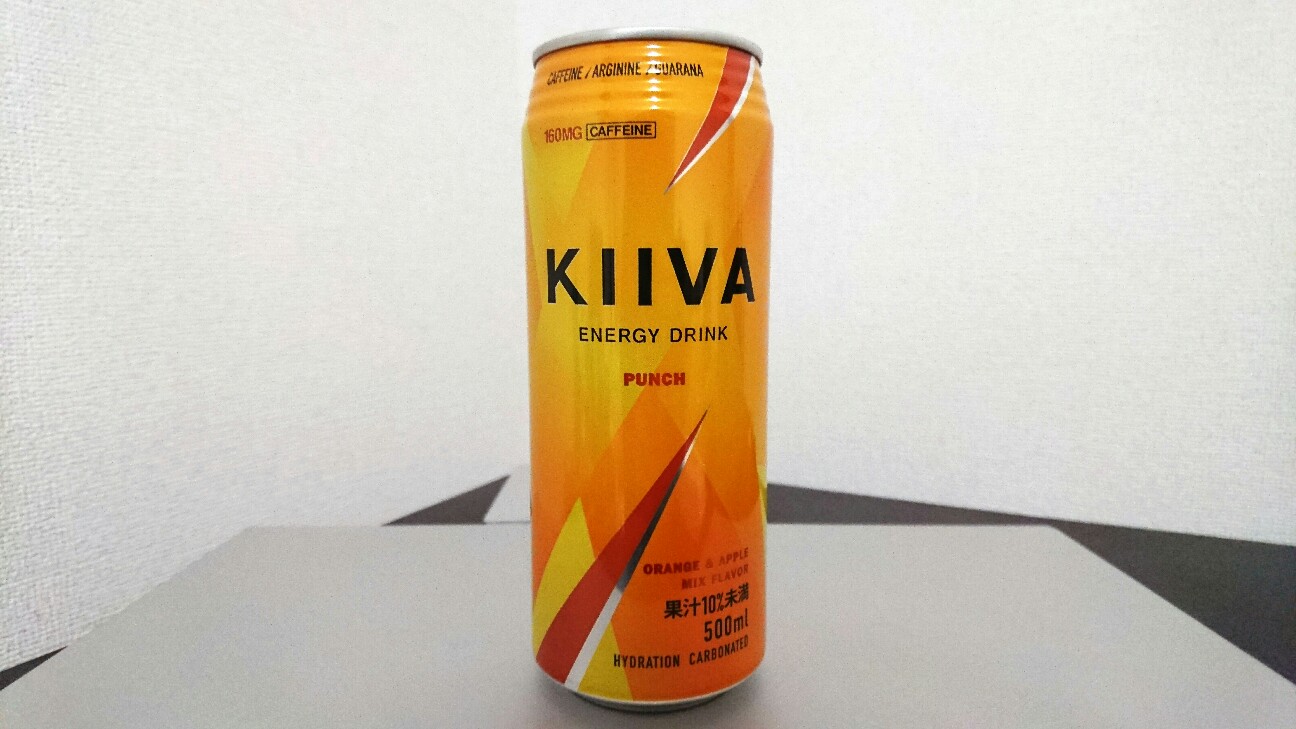 CAFFEINE / ARGININE / GUARANA
160MG CAFFEINE
KIIVA
ENERGY DRINK
PUNCH
ORANGE & APPLE
MIX FLAVOR
果汁10%未満
500ml
HYDRATION CARBONATED